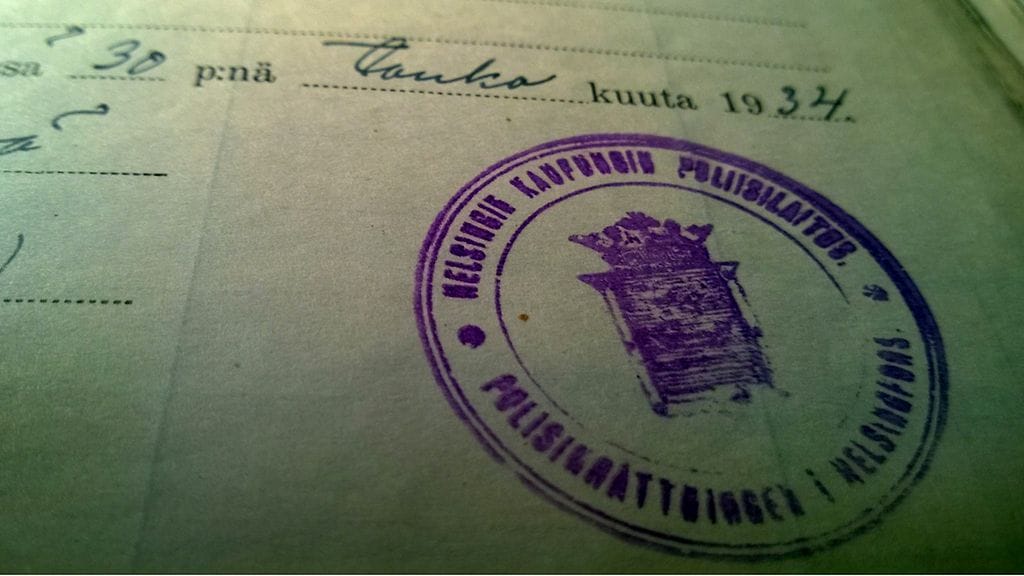 sa 30 p:nä Touko kuuta 1934.
HELSINGIN KAUPUNGIN POLIISILAITOS.
POLISINRÄTTNINGEN I HELSINGFORS.